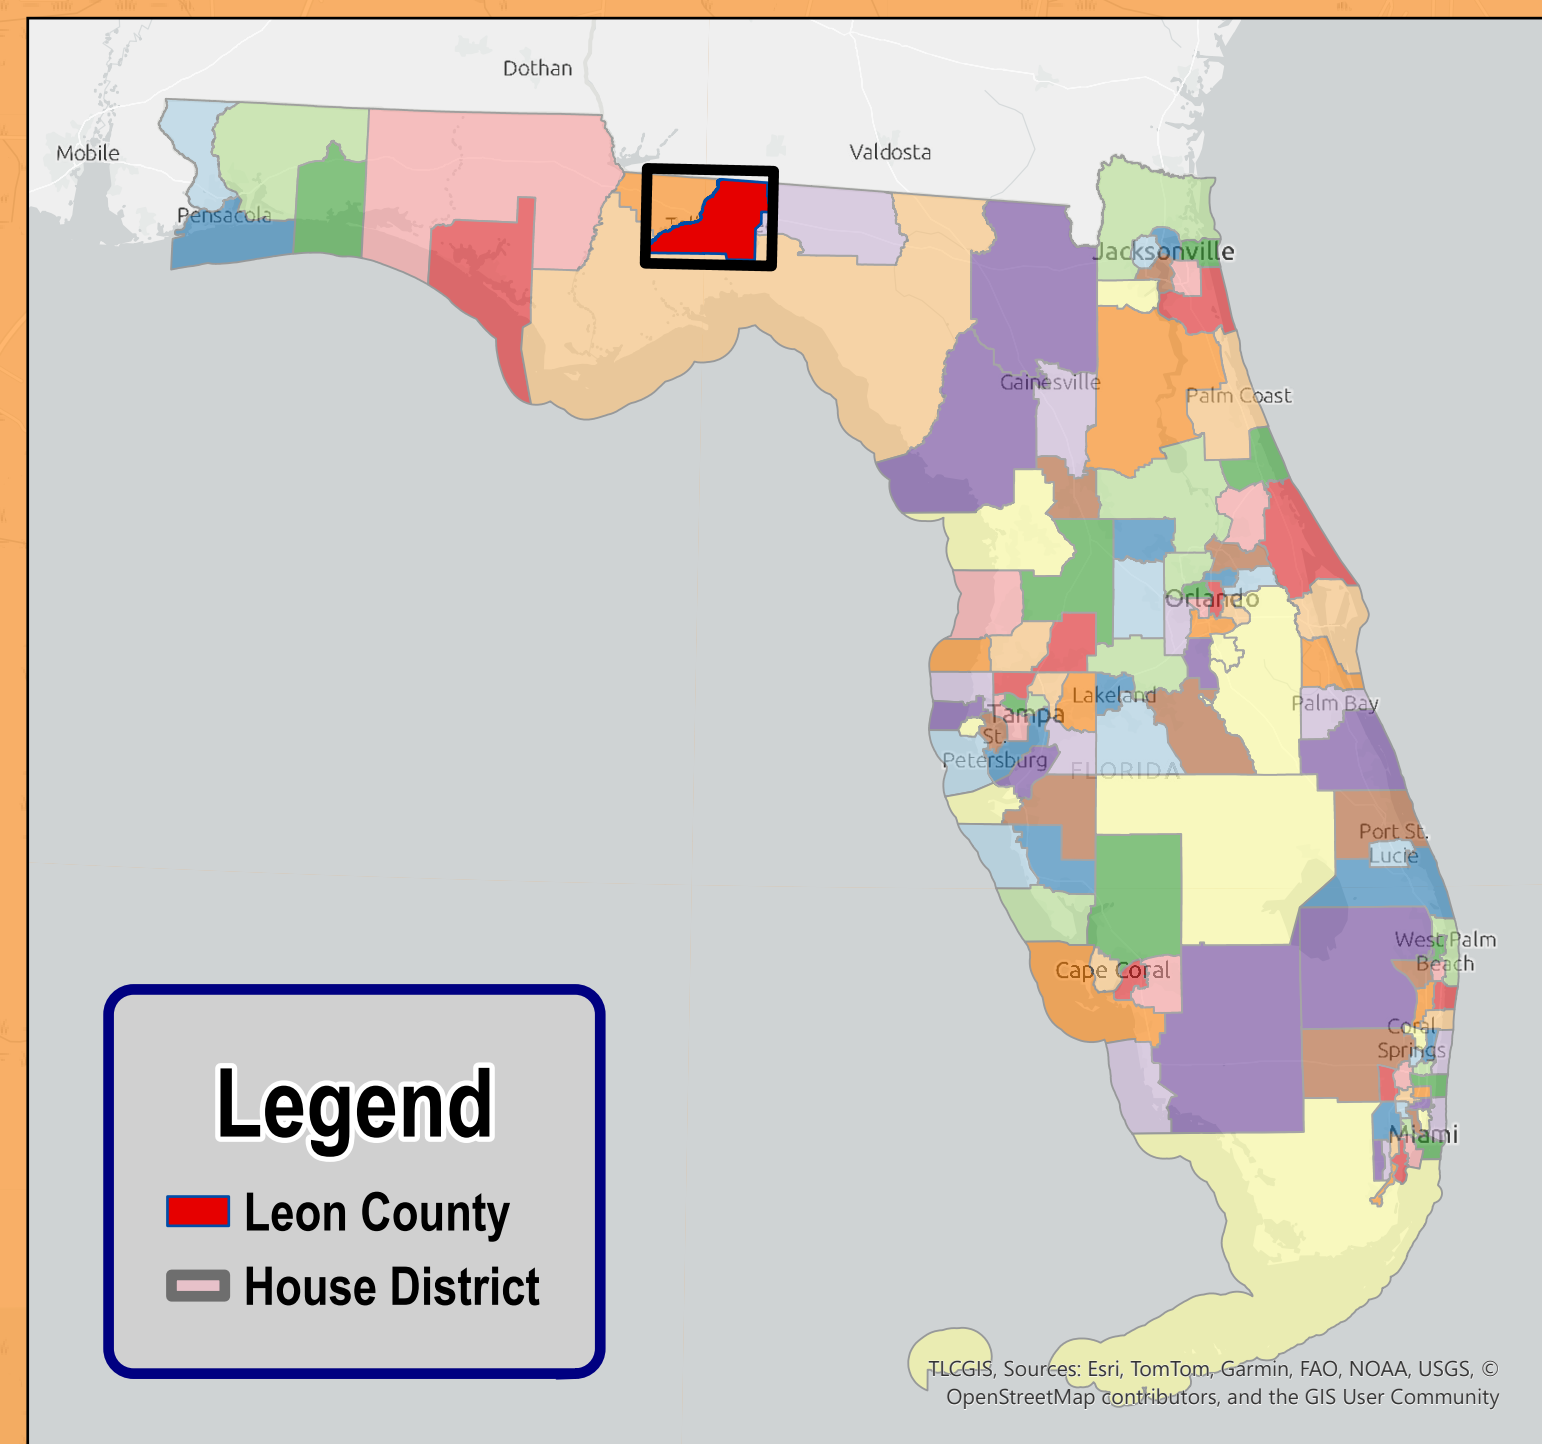 Dothan
Mobile
Valdosta
Pensacola
Jacksonville
Gainesville
Palm Coast
Orlando
Lakeland
Tampa
St.
Petersburg
Palm Bay
FLORIDA
Port St.
Lucie
West Palm
Beach
Cape Coral
Coral
Springs
Miami
Legend
Leon County
House District
TLCGIS, Sources: Esri, TomTom, Garmin, FAO, NOAA, USGS, ©
OpenStreetMap contributors, and the GIS User Community